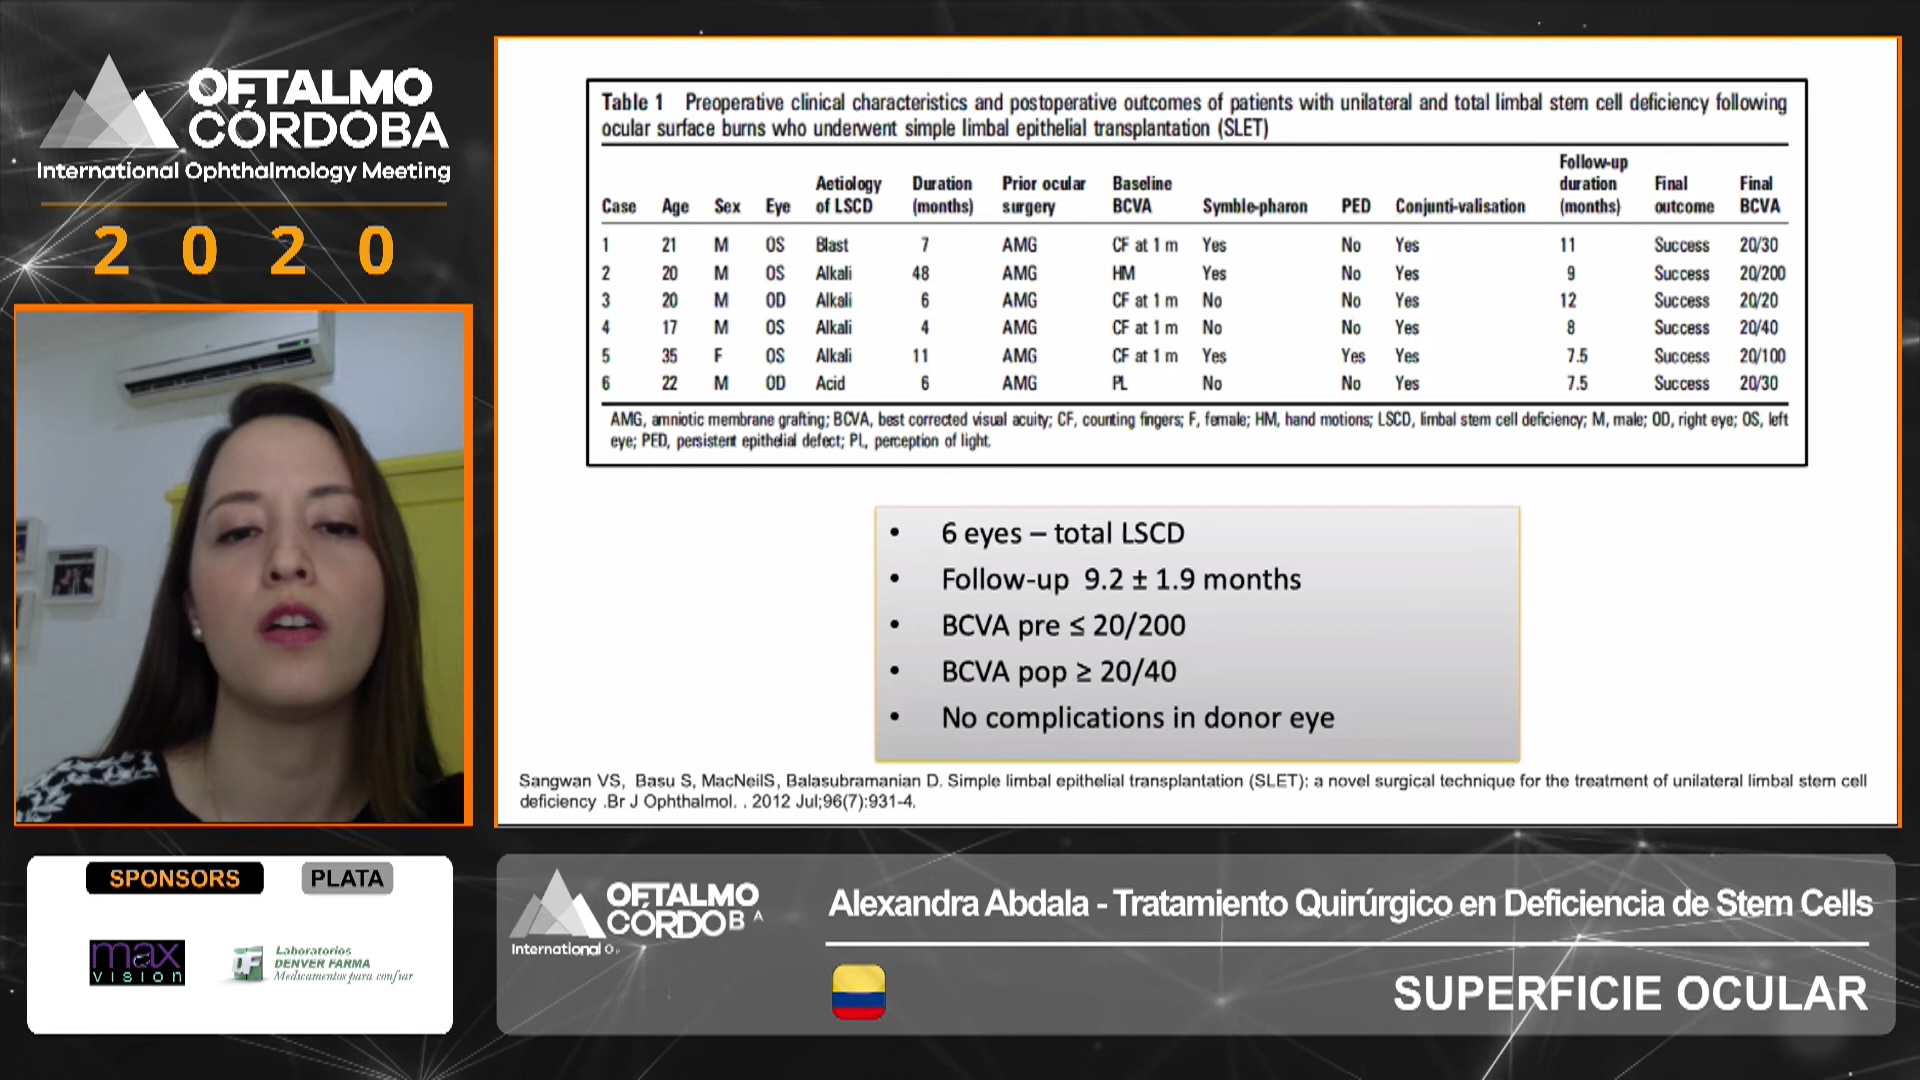 OFTALMO
CÓRDOBA
International Ophthalmology Meeting
2020
Table 1 Preoperative clinical characteristics and postoperative outcomes of patients with unilateral and total limbal stem cell deficiency following
ocular surface burns who underwent simple limbal epithelial transplantation (SLET)
Case Age Sex Eye Aetiology of LSCD Duration (months) Prior ocular surgery Baseline BCVA Symble-pharon PED Conjunti-valisation Follow-up duration (months) Final outcome Final BCVA
1 21 M OS Blast 7 AMG CF at 1 m Yes No Yes 11 Success 20/30
2 20 M OS Alkali 48 AMG HM Yes No Yes 9 Success 20/200
3 20 M OD Alkali 6 AMG CF at 1 m No No Yes 12 Success 20/20
4 17 M OS Alkali 4 AMG CF at 1 m No No Yes 8 Success 20/40
5 35 F OS Alkali 11 AMG CF at 1 m Yes Yes Yes 7.5 Success 20/100
6 22 M OD Acid 6 AMG PL No No Yes 7.5 Success 20/30
AMG, amniotic membrane grafting; BCVA, best corrected visual acuity; CF, counting fingers; F, female; HM, hand motions; LSCD, limbal stem cell deficiency; M, male; OD, right eye; OS, left
eye; PED, persistent epithelial defect; PL, perception of light.
• 6 eyes – total LSCD
• Follow-up 9.2 ± 1.9 months
• BCVA pre ≤ 20/200
• BCVA pop ≥ 20/40
• No complications in donor eye
Sangwan VS, Basu S, MacNeilS, Balasubramanian D. Simple limbal epithelial transplantation (SLET): a novel surgical technique for the treatment of unilateral limbal stem cell
deficiency .Br J Ophthalmol. . 2012 Jul;96(7):931-4.
SPONSORS PLATA
max
vision
Laboratorios
DENVER FARMA
Medicamentos para confiar
OFTALMO
CÓRDOBA
International O
Alexandra Abdala - Tratamiento Quirúrgico en Deficiencia de Stem Cells
SUPERFICIE OCULAR